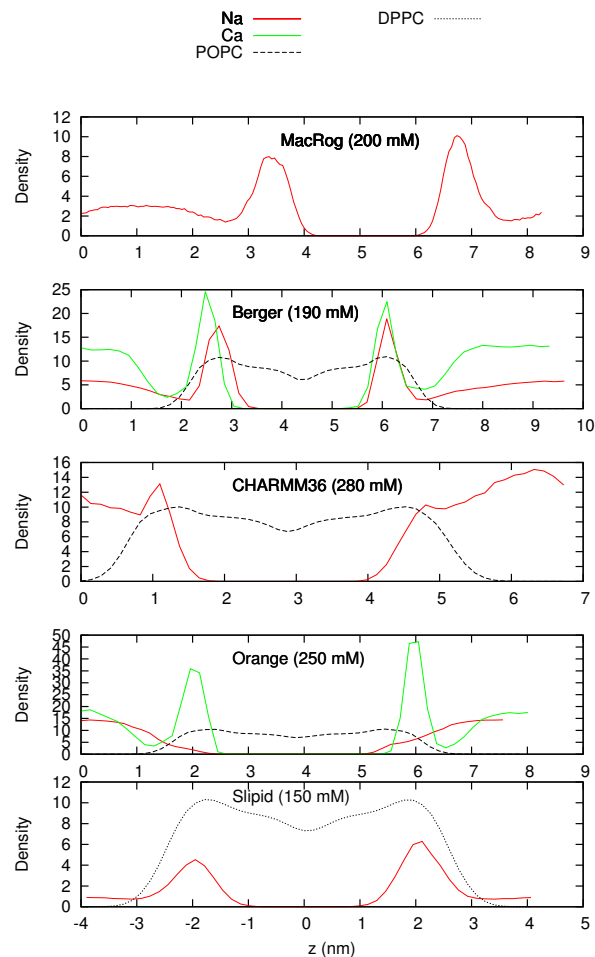 Na DPPC
Ca
POPC
MacRog (200 mM)
Density
12
10
8
6
4
2
0
0 1 2 3 4 5 6 7 8 9
Berger (190 mM)
Density
25
20
15
10
5
0
0 1 2 3 4 5 6 7 8 9 10
CHARMM36 (280 mM)
Density
16
14
12
10
8
6
4
2
0
0 1 2 3 4 5 6 7
Orange (250 mM)
Density
50
45
40
35
30
25
20
15
10
5
0
0 1 2 3 4 5 6 7 8 9
Slipid (150 mM)
Density
12
10
8
6
4
2
0
-4 -3 -2 -1 0 1 2 3 4 5
z (nm)